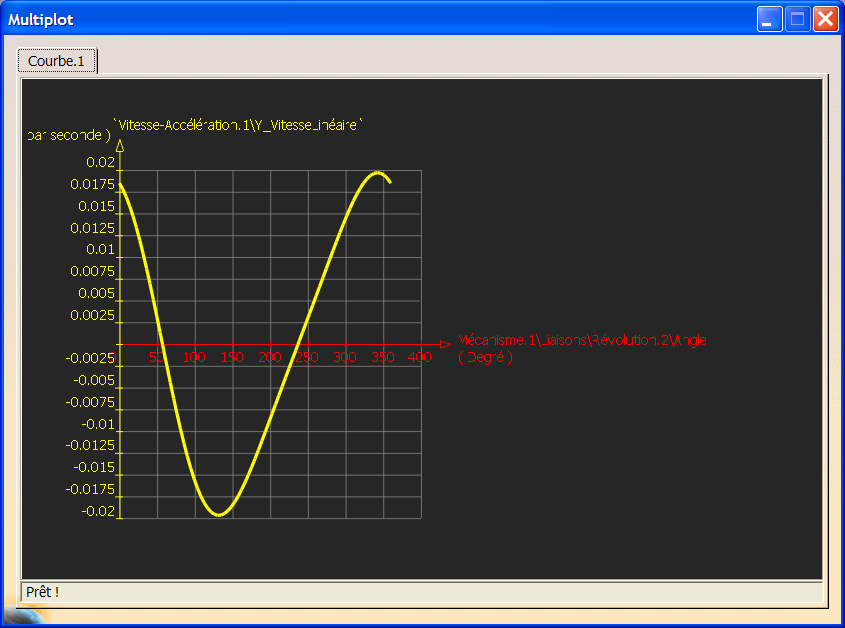 Multiplot
Courbe.1
`Vitesse-Accélération.1\Y_Vitesse_inéaire`
par seconde )
0.02
0.0175
0.015
0.0125
0.01
0.0075
0.005
0.0025
-0.0025
-0.005
-0.0075
-0.01
-0.0125
-0.015
-0.0175
-0.02
50 100 150 200 250 300 350 400
Mécanisme.1\Liaisons\Révolution.2\Angle
( Degré )
Prêt !